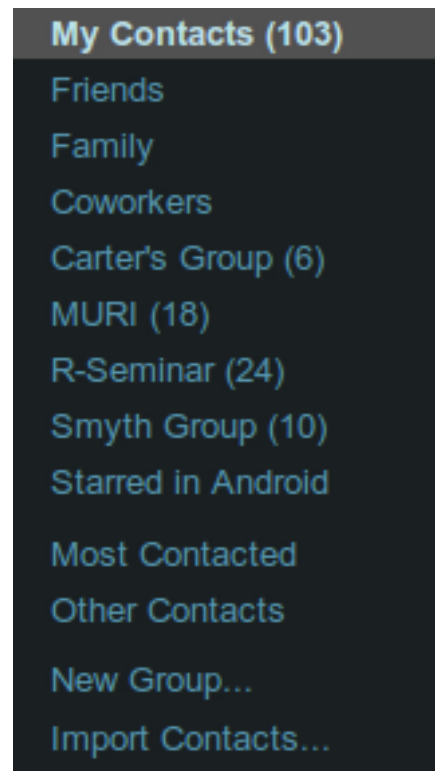 My Contacts (103)
Friends
Family
Coworkers
Carter's Group (6)
MURI (18)
R-Seminar (24)
Smyth Group (10)
Starred in Android
Most Contacted
Other Contacts
New Group...
Import Contacts...